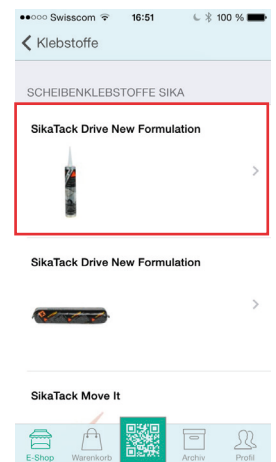 Swisscom 16:51 100 %
Klebstoffe
SCHEIBENKLEBSTOFFE SIKA
SikaTack Drive New Formulation
SikaTack Drive New Formulation
SikaTack Move It
E-Shop Warenkorb Archiv Profil